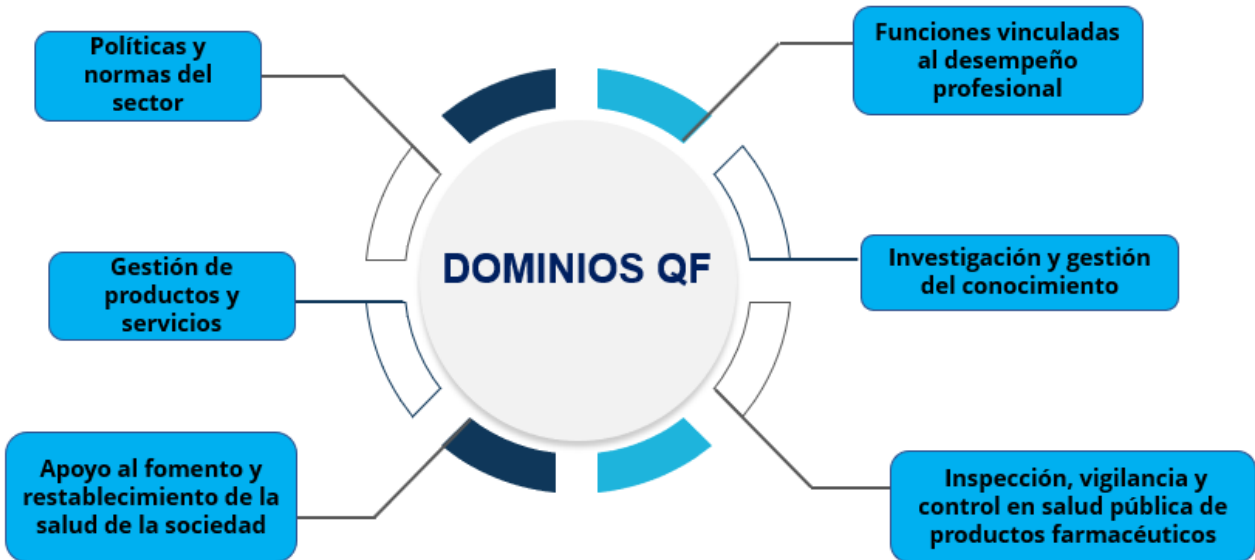 Políticas y
normas del
sector
Funciones vinculadas
al desempeño
profesional
Gestión de
productos y
servicios
DOMINIOS QF
Investigación y gestión
del conocimiento
Apoyo al fomento y
restablecimiento de la
salud de la sociedad
Inspección, vigilancia y
control en salud pública de
productos farmacéuticos